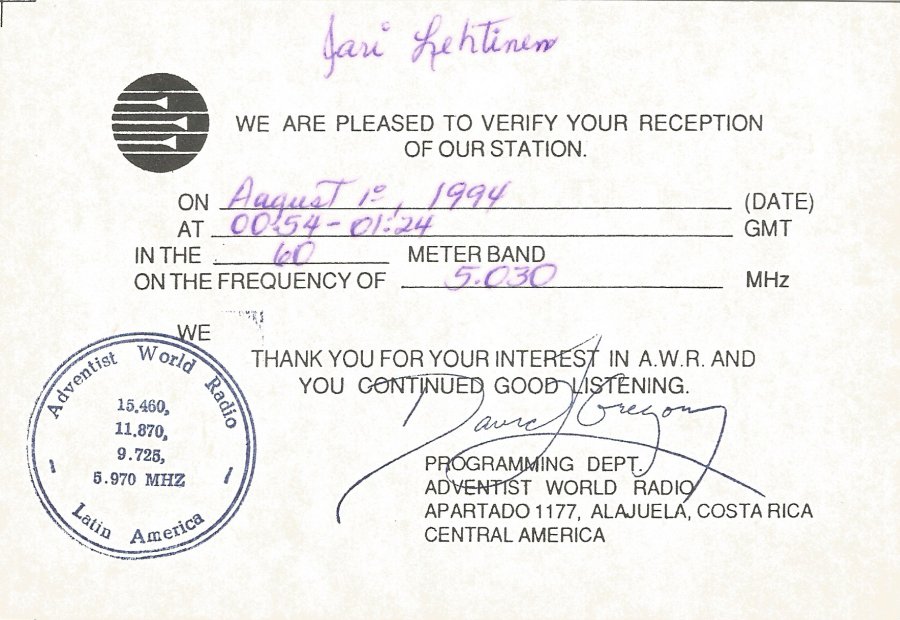 Jari Lehtinen
WE ARE PLEASED TO VERIFY YOUR RECEPTION
OF OUR STATION.
ON August 1º, 1994 (DATE)
AT 00:54-01:24 GMT
IN THE 60 METER BAND
ON THE FREQUENCY OF 5.030 MHz
WE
THANK YOU FOR YOUR INTEREST IN A.W.R. AND
YOU CONTINUED GOOD LISTENING.
David Gregory
PROGRAMMING DEPT.
ADVENTIST WORLD RADIO
APARTADO 1177, ALAJUELA, COSTA RICA
CENTRAL AMERICA
Adventist World Radio
15.460,
11.870,
9.725,
5.970 MHZ
Latin America